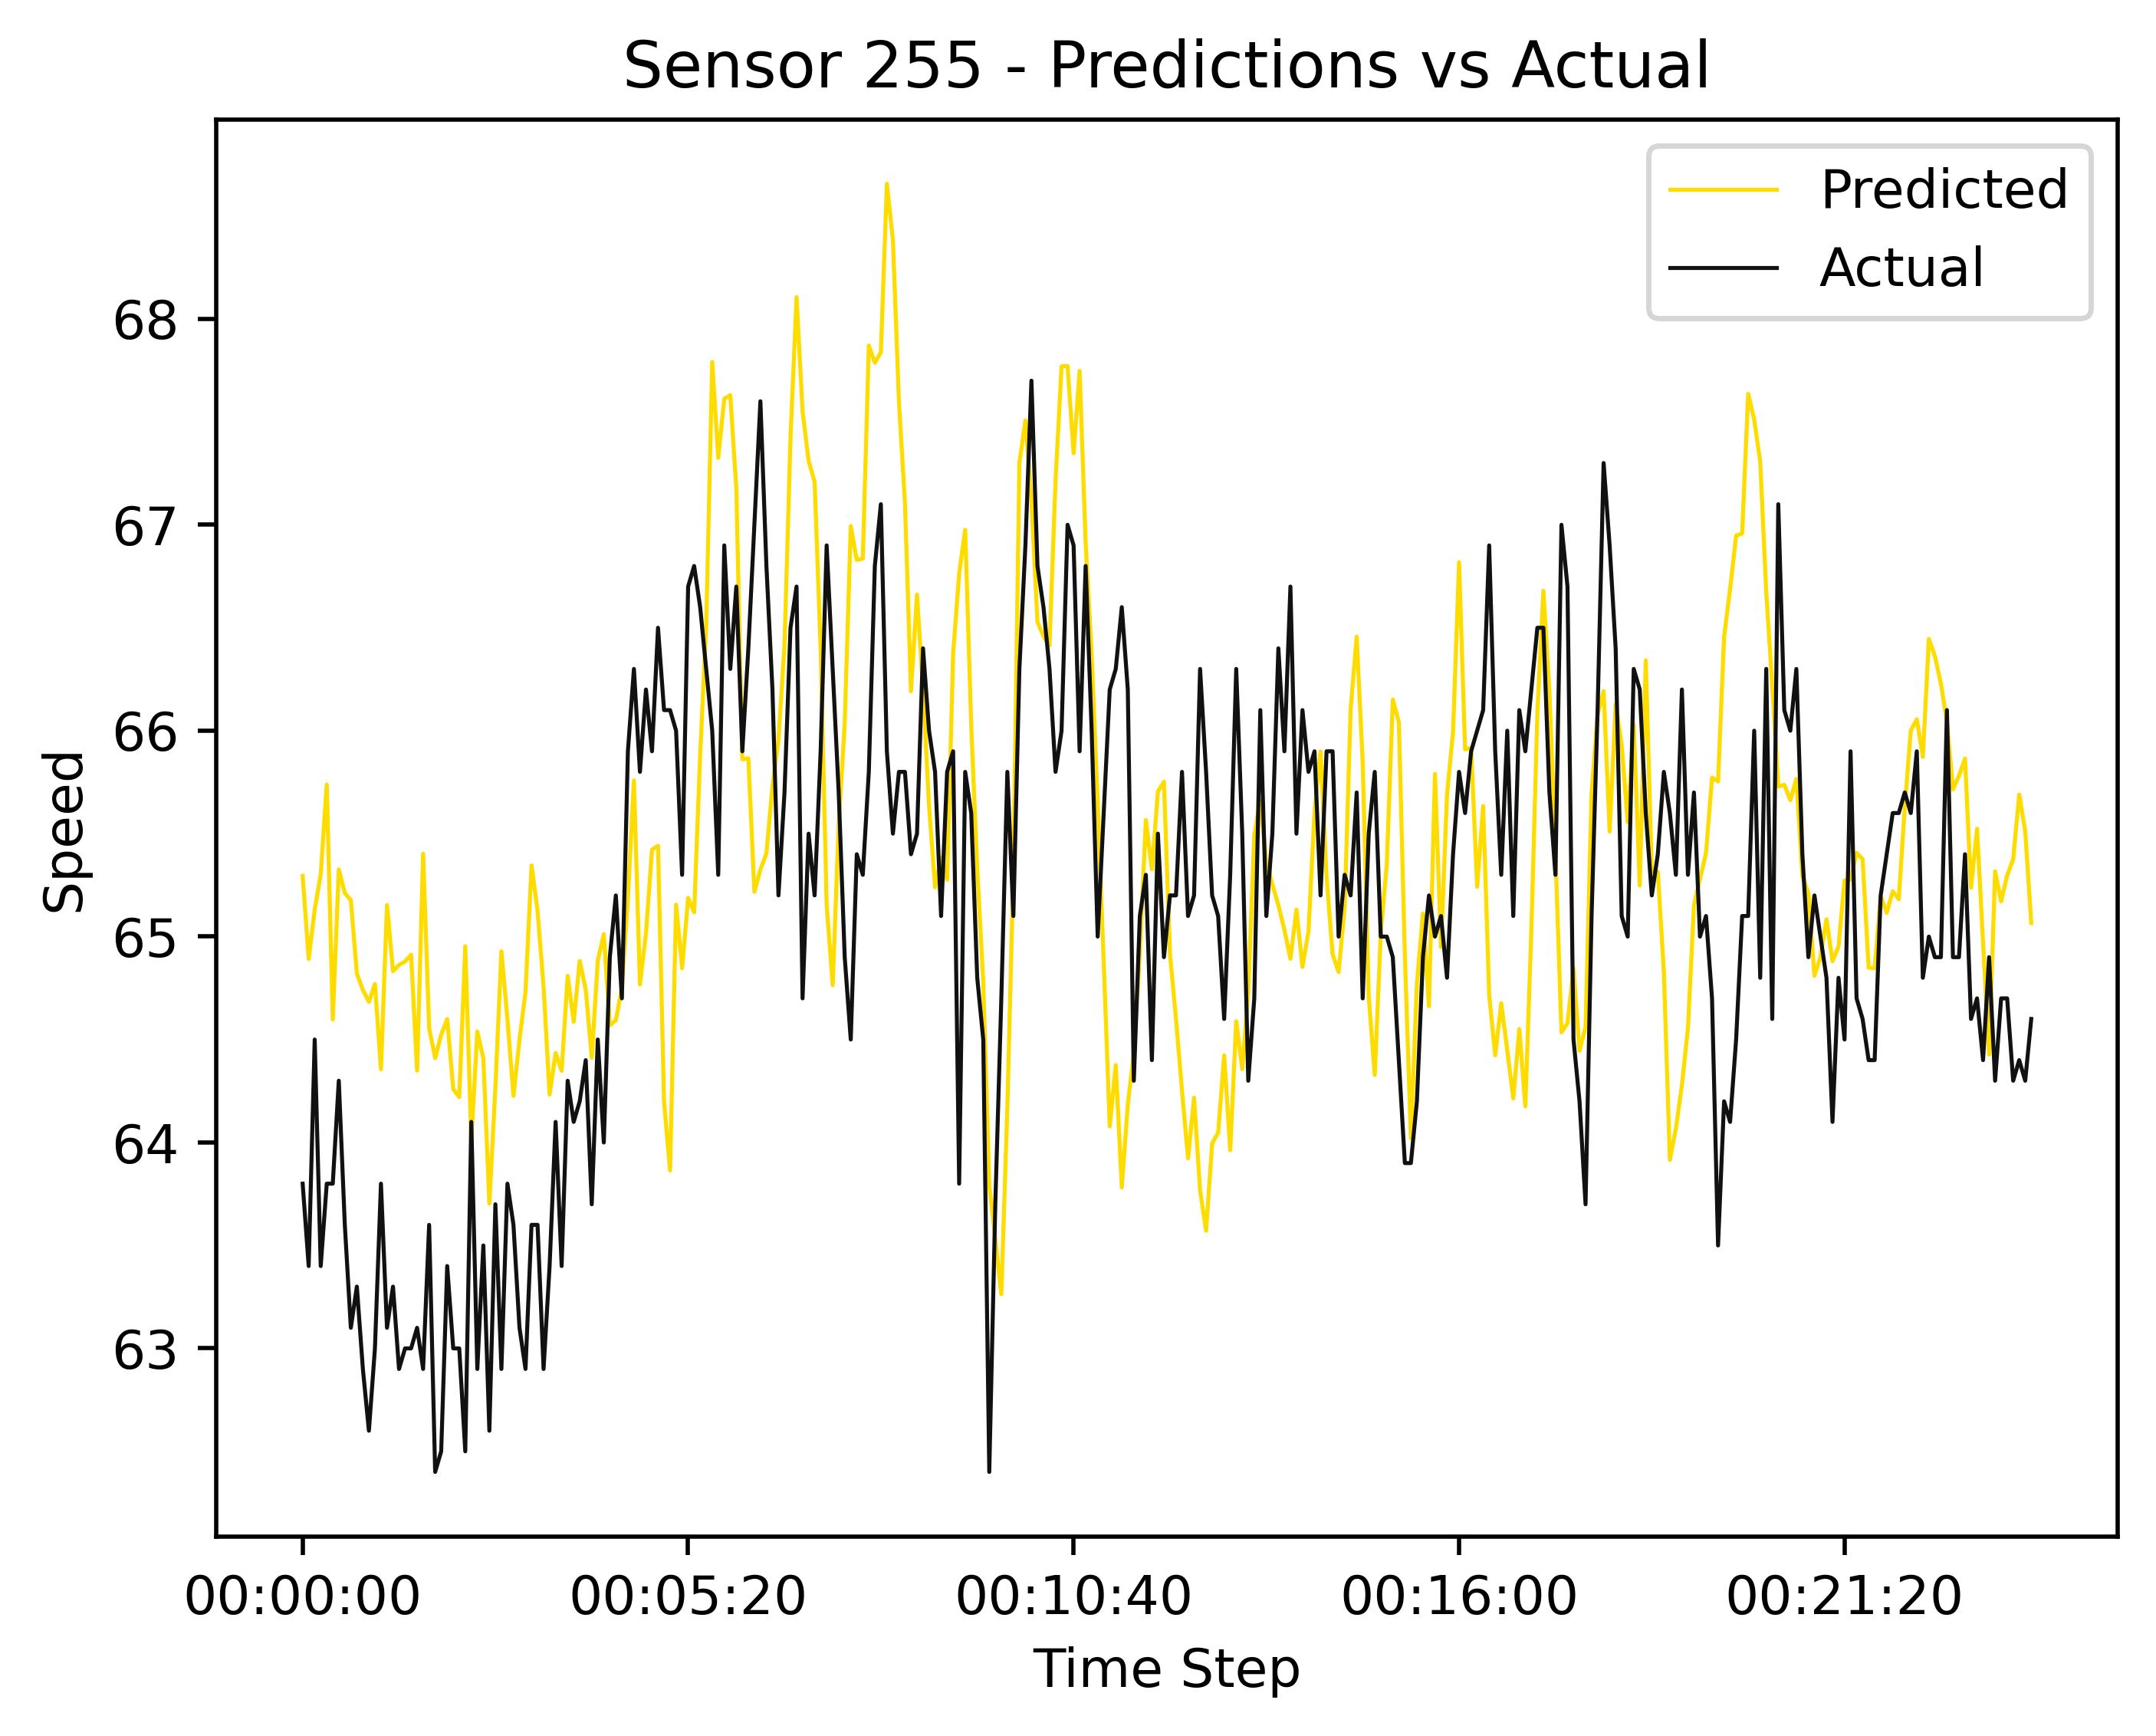 Sensor 255 - Predictions vs Actual
Predicted
Actual
68
67
66
65
64
63
Speed
00:00:00 00:05:20 00:10:40 00:16:00 00:21:20
Time Step